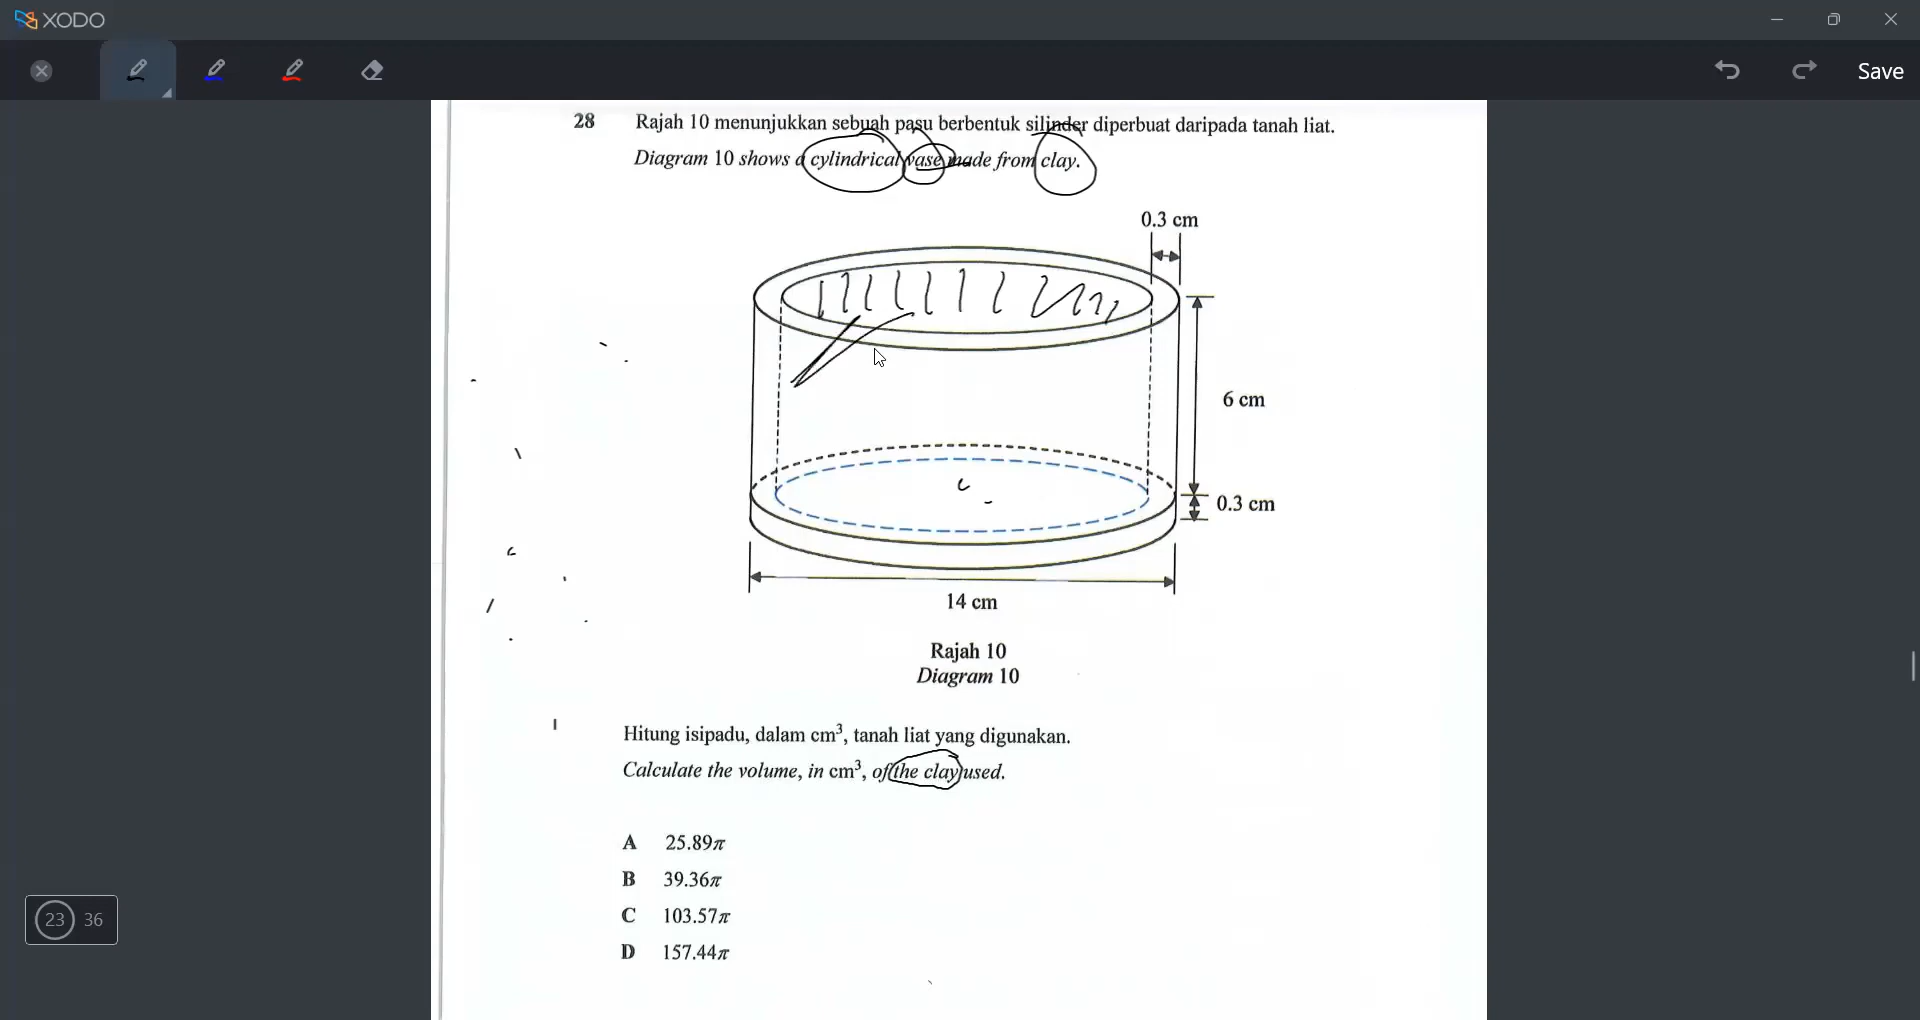 XODO
Save
28 Rajah 10 menunjukkan sebuah pasu berbentuk silinder diperbuat daripada tanah liat.
Diagram 10 shows a cylindrical vase made from clay.
0.3 cm
6 cm
0.3 cm
14 cm
Rajah 10
Diagram 10
Hitung isipadu, dalam cm³, tanah liat yang digunakan.
Calculate the volume, in cm³, of the clay used.
A 25.89π
B 39.36π
C 103.57π
D 157.44π
23 36